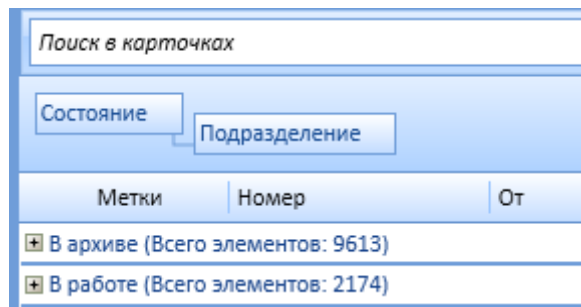 Поиск в карточках
Состояние
Подразделение
Метки Номер От
В архиве (Всего элементов: 9613)
В работе (Всего элементов: 2174)